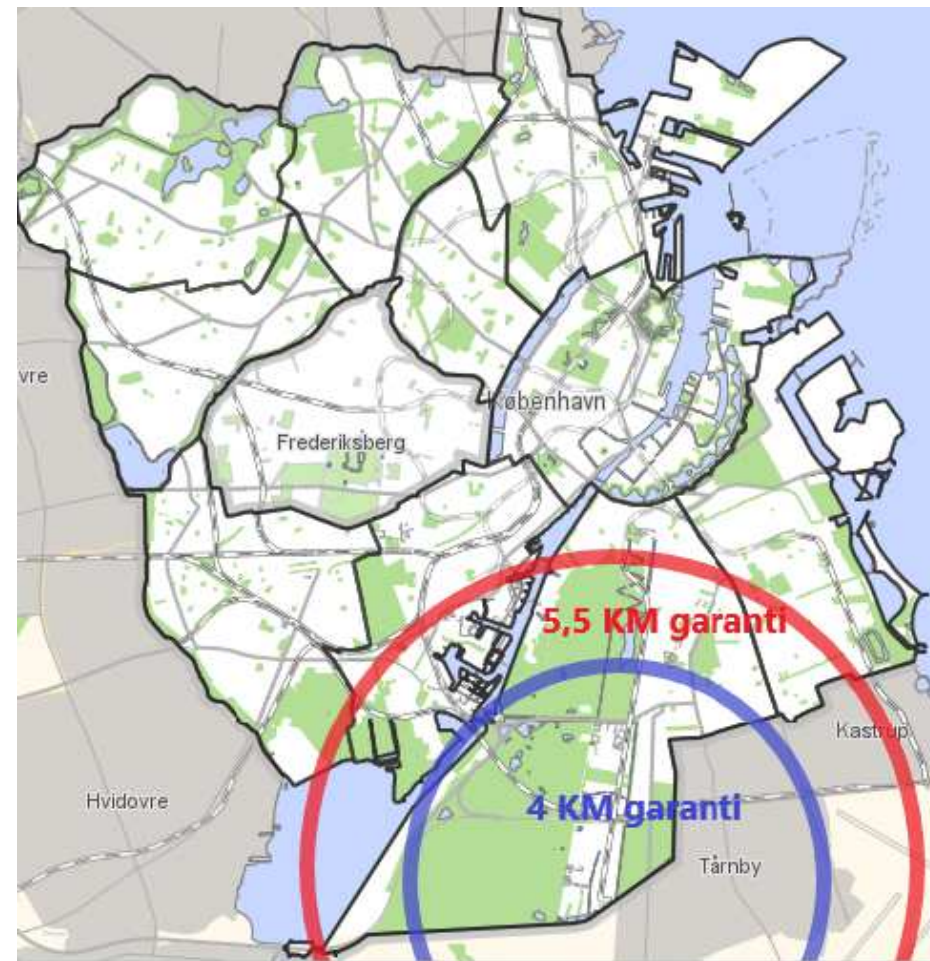 vre
København
Frederiksberg
5,5 KM garanti
Kastrup
Hvidovre
4 KM garanti
Tårnby